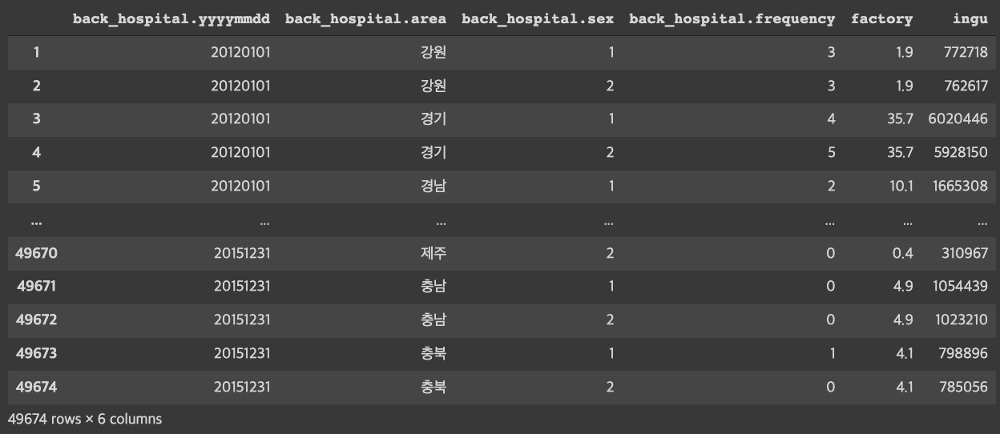 back_hospital.yyyymmdd back_hospital.area back_hospital.sex back_hospital.frequency factory ingu
1 20120101 강원 1 3 1.9 772718
2 20120101 강원 2 3 1.9 762617
3 20120101 경기 1 4 35.7 6020446
4 20120101 경기 2 5 35.7 5928150
5 20120101 경남 1 2 10.1 1665308
... ... ... ... ... ... ...
49670 20151231 제주 2 0 0.4 310967
49671 20151231 충남 1 0 4.9 1054439
49672 20151231 충남 2 0 4.9 1023210
49673 20151231 충북 1 1 4.1 798896
49674 20151231 충북 2 0 4.1 785056
49674 rows × 6 columns